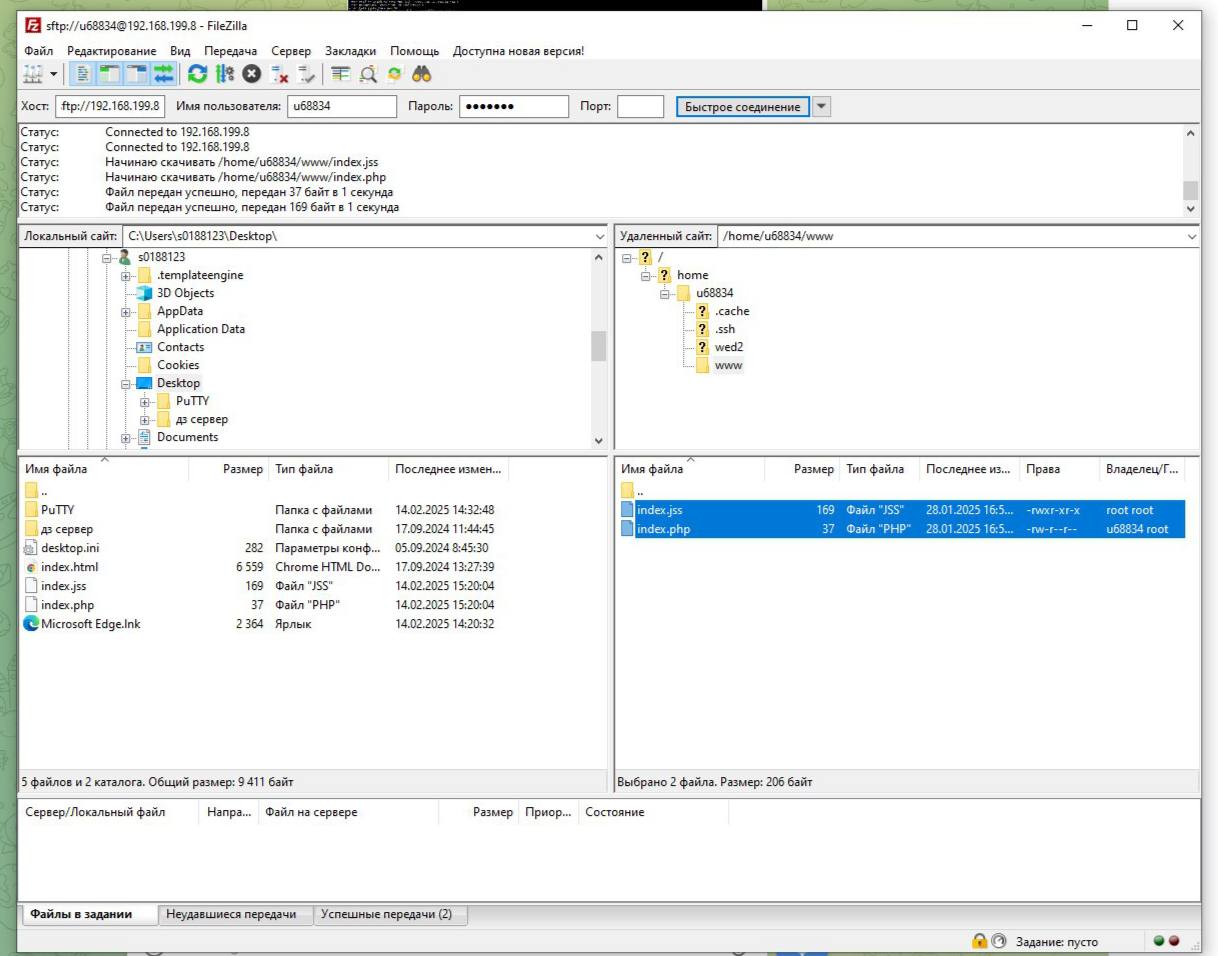 sftp://u68834@192.168.199.8 - FileZilla
Файл Редактирование Вид Передача Сервер Закладки Помощь Доступна новая версия!
Хост: ftp://192.168.199.8 Имя пользователя: u68834 Пароль: ●●●●●●● Порт: Быстрое соединение
Статус: Connected to 192.168.199.8
Статус: Connected to 192.168.199.8
Статус: Начинаю скачивать /home/u68834/www/index.jss
Статус: Начинаю скачивать /home/u68834/www/index.php
Статус: Файл передан успешно, передан 37 байт в 1 секунда
Статус: Файл передан успешно, передан 169 байт в 1 секунда
Локальный сайт: C:\Users\s0188123\Desktop\
s0188123
.templateengine
3D Objects
AppData
Application Data
Contacts
Cookies
Desktop
PuTTY
дз сервер
Documents
Удаленный сайт: /home/u68834/www
/
home
u68834
.cache
.ssh
wed2
www
Имя файла Размер Тип файла Последнее измен...
..
PuTTY Папка с файлами 14.02.2025 14:32:48
дз сервер Папка с файлами 17.09.2024 11:44:45
desktop.ini 282 Параметры конф... 05.09.2024 8:45:30
index.html 6 559 Chrome HTML Do... 17.09.2024 13:27:39
index.jss 169 Файл "JSS" 14.02.2025 15:20:04
index.php 37 Файл "PHP" 14.02.2025 15:20:04
Microsoft Edge.lnk 2 364 Ярлык 14.02.2025 14:20:32
5 файлов и 2 каталога. Общий размер: 9 411 байт
Имя файла Размер Тип файла Последнее из... Права Владелец/Г...
..
index.jss 169 Файл "JSS" 28.01.2025 16:5... -rwxr-xr-x root root
index.php 37 Файл "PHP" 28.01.2025 16:5... -rw-r--r-- u68834 root
Выбрано 2 файла. Размер: 206 байт
Сервер/Локальный файл Напра... Файл на сервере Размер Приор... Состояние
Файлы в задании Неудавшиеся передачи Успешные передачи (2)
Задание: пусто